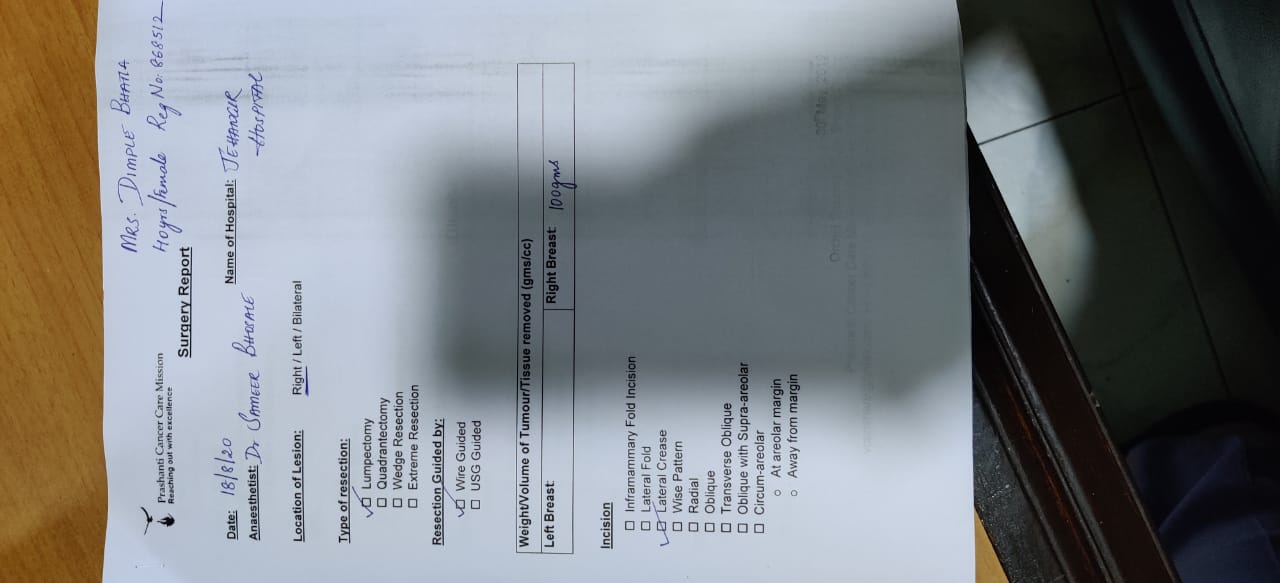 MRS. DIMPLE BHATIA
40yrs/Female Reg No: 868512
Prashanti Cancer Care Mission
Reaching out with excellence
Surgery Report
Date: 18/8/20 Name of Hospital: JEHANGIR HOSPITAL
Anaesthetist: Dr SAMEER BHOSALE
Location of Lesion: Right / Left / Bilateral
Type of resection:
☑ Lumpectomy
☐ Quadrantectomy
☐ Wedge Resection
☐ Extreme Resection
Resection Guided by:
☑ Wire Guided
☐ USG Guided
Weight/Volume of Tumour/Tissue removed (gms/cc)
Left Breast: Right Breast: 100gms
Incision
☐ Inframammary Fold Incision
☐ Lateral Fold
☑ Lateral Crease
☐ Wise Pattern
☐ Radial
☐ Oblique
☐ Transverse Oblique
☐ Oblique with Supra-areolar
☐ Circum-areolar
○ At areolar margin
○ Away from margin